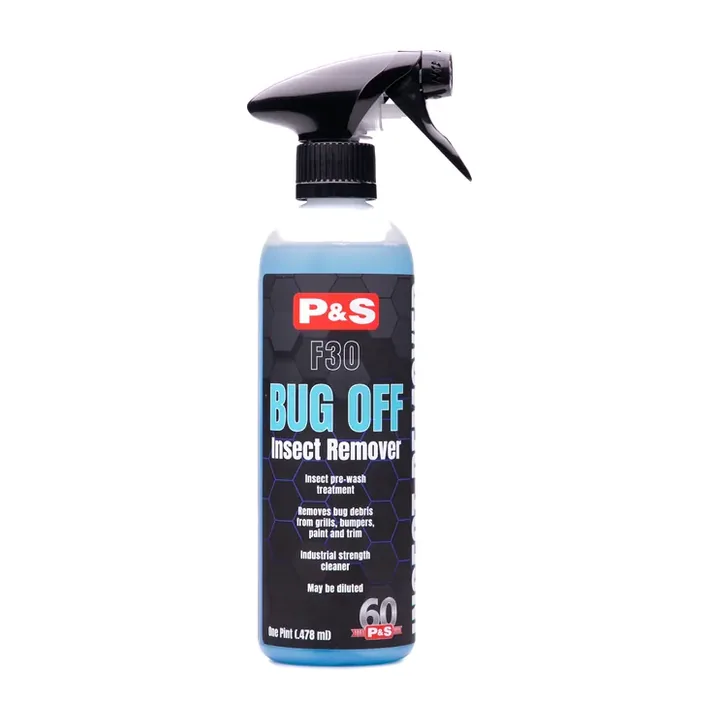 P&S
F30
BUG OFF
Insect Remover
Insect pre-wash
treatment
Removes bug debris
from grills, bumpers,
paint and trim
Industrial strength
cleaner
May be diluted
60
P&S
One Pint (.478 ml)